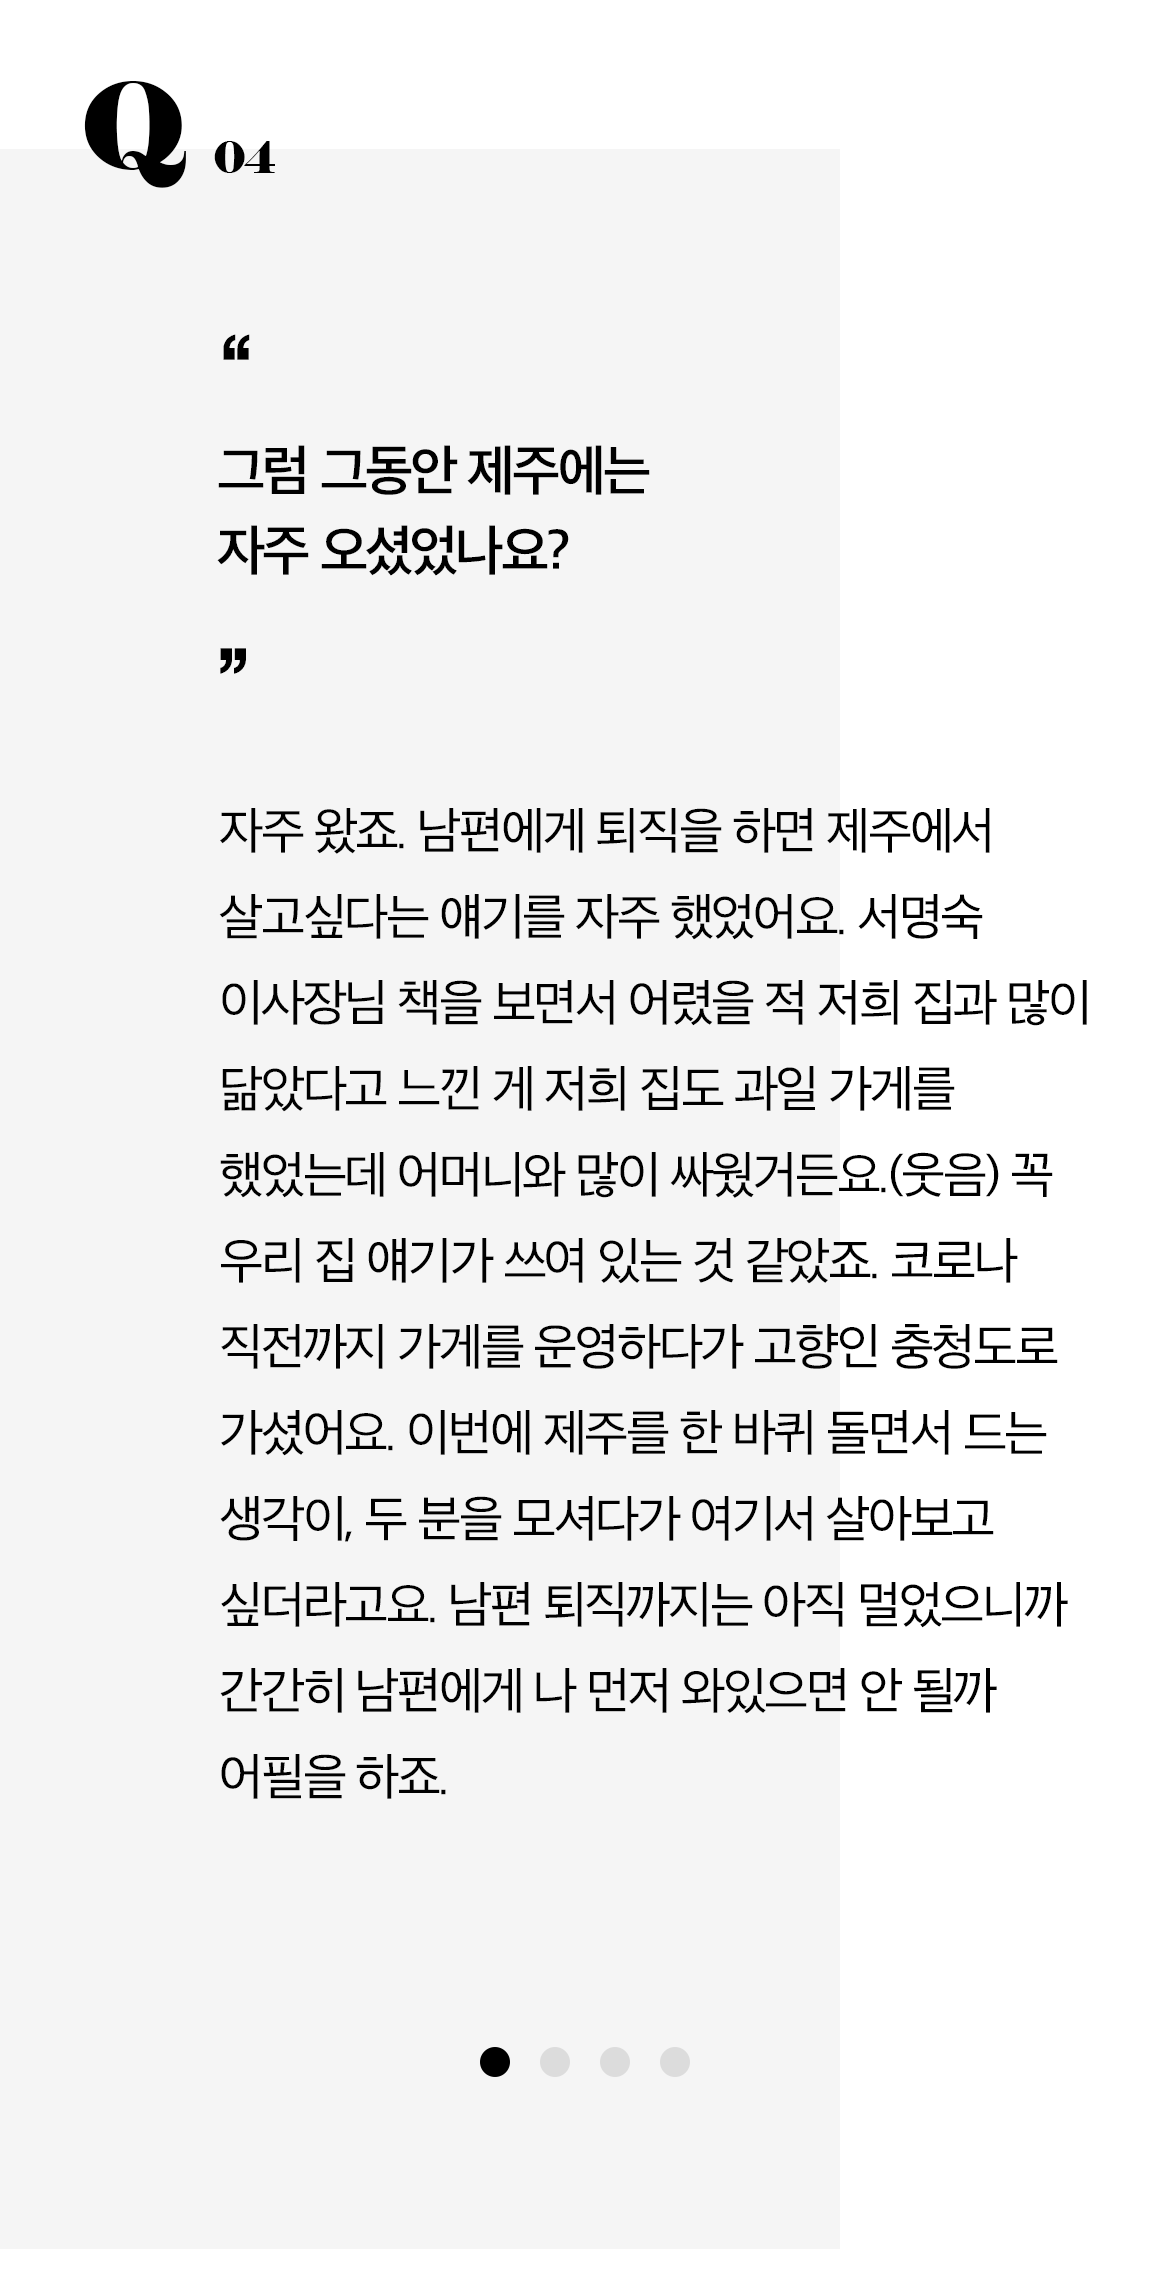 Q 04
“
그럼 그동안 제주에는
자주 오셨었나요?
”
자주 왔죠. 남편에게 퇴직을 하면 제주에서
살고싶다는 얘기를 자주 했었어요. 서명숙
이사장님 책을 보면서 어렸을 적 저희 집과 많이
닮았다고 느낀 게 저희 집도 과일 가게를
했었는데 어머니와 많이 싸웠거든요.(웃음) 꼭
우리 집 얘기가 쓰여 있는 것 같았죠. 코로나
직전까지 가게를 운영하다가 고향인 충청도로
가셨어요. 이번에 제주를 한 바퀴 돌면서 드는
생각이, 두 분을 모셔다가 여기서 살아보고
싶더라고요. 남편 퇴직까지는 아직 멀었으니까
간간히 남편에게 나 먼저 와있으면 안 될까
어필을 하죠.